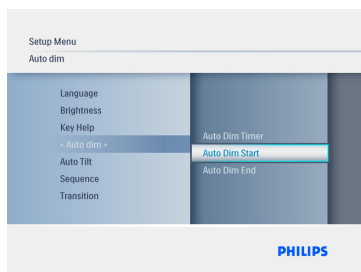 Setup Menu
Auto dim
Language
Brightness
Key Help
< Auto dim >
Auto Tilt
Sequence
Transition
Auto Dim Timer
Auto Dim Start
Auto Dim End
PHILIPS